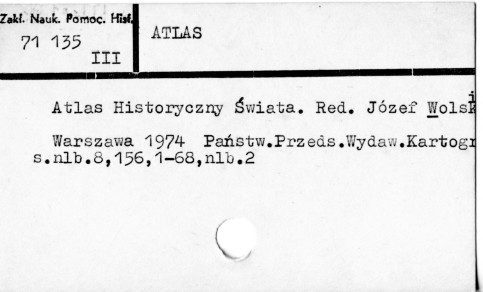 Zakł. Nauk. Pomoc. Hist.
71 135
III
ATLAS
Atlas Historyczny Świata. Red. Józef Wolski
Warszawa 1974 Państw.Przeds.Wydaw.Kartogr
s.nlb.8,156,1-68,nlb.2